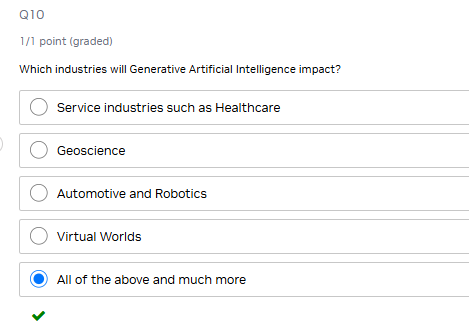 Q10
1/1 point (graded)
Which industries will Generative Artificial Intelligence impact?
Service industries such as Healthcare
Geoscience
Automotive and Robotics
Virtual Worlds
All of the above and much more